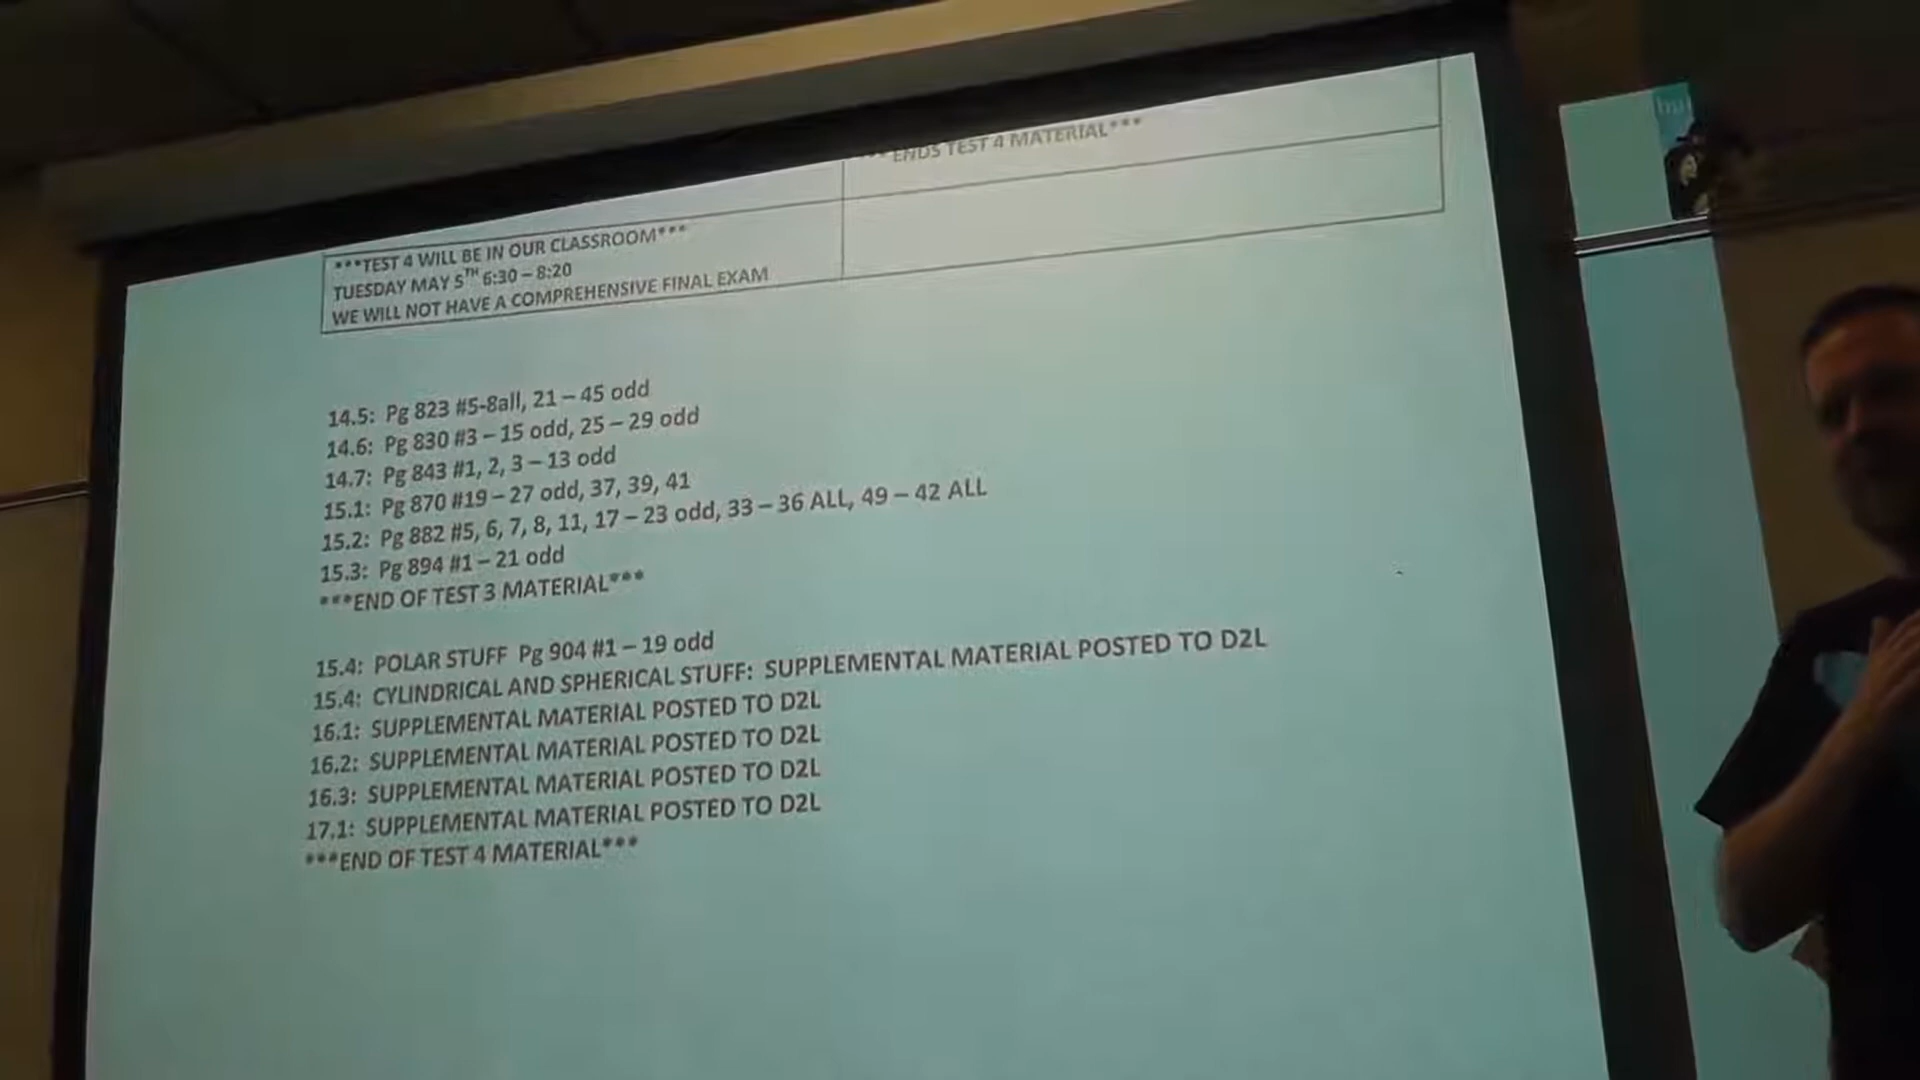 ***ENDS TEST 4 MATERIAL***
***TEST 4 WILL BE IN OUR CLASSROOM***
TUESDAY MAY 5TH 6:30 – 8:20
WE WILL NOT HAVE A COMPREHENSIVE FINAL EXAM
14.5: Pg 823 #5-8all, 21 – 45 odd
14.6: Pg 830 #3 – 15 odd, 25 – 29 odd
14.7: Pg 843 #1, 2, 3 – 13 odd
15.1: Pg 870 #19 – 27 odd, 37, 39, 41
15.2: Pg 882 #5, 6, 7, 8, 11, 17 – 23 odd, 33 – 36 ALL, 49 – 42 ALL
15.3: Pg 894 #1 – 21 odd
***END OF TEST 3 MATERIAL***
15.4: POLAR STUFF Pg 904 #1 – 19 odd
15.4: CYLINDRICAL AND SPHERICAL STUFF: SUPPLEMENTAL MATERIAL POSTED TO D2L
16.1: SUPPLEMENTAL MATERIAL POSTED TO D2L
16.2: SUPPLEMENTAL MATERIAL POSTED TO D2L
16.3: SUPPLEMENTAL MATERIAL POSTED TO D2L
17.1: SUPPLEMENTAL MATERIAL POSTED TO D2L
***END OF TEST 4 MATERIAL***